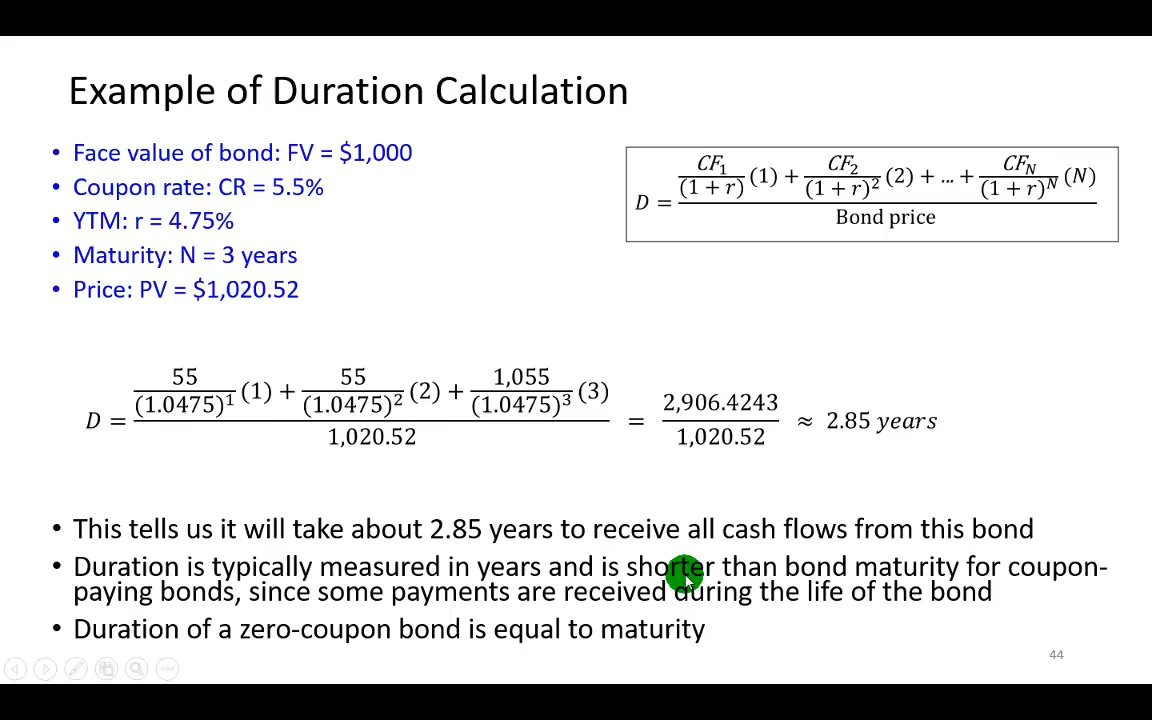 Example of Duration Calculation
• Face value of bond: FV = $1,000
• Coupon rate: CR = 5.5%
• YTM: r = 4.75%
• Maturity: N = 3 years
• Price: PV = $1,020.52
D = (CF₁/(1 + r) (1) + CF₂/(1 + r)² (2) + ... + CF_N/(1 + r)^N (N)) / Bond price
D = (55/(1.0475)¹ (1) + 55/(1.0475)² (2) + 1,055/(1.0475)³ (3)) / 1,020.52 = 2,906.4243 / 1,020.52 ≈ 2.85 years
• This tells us it will take about 2.85 years to receive all cash flows from this bond
• Duration is typically measured in years and is shorter than bond maturity for coupon-
paying bonds, since some payments are received during the life of the bond
• Duration of a zero-coupon bond is equal to maturity
44